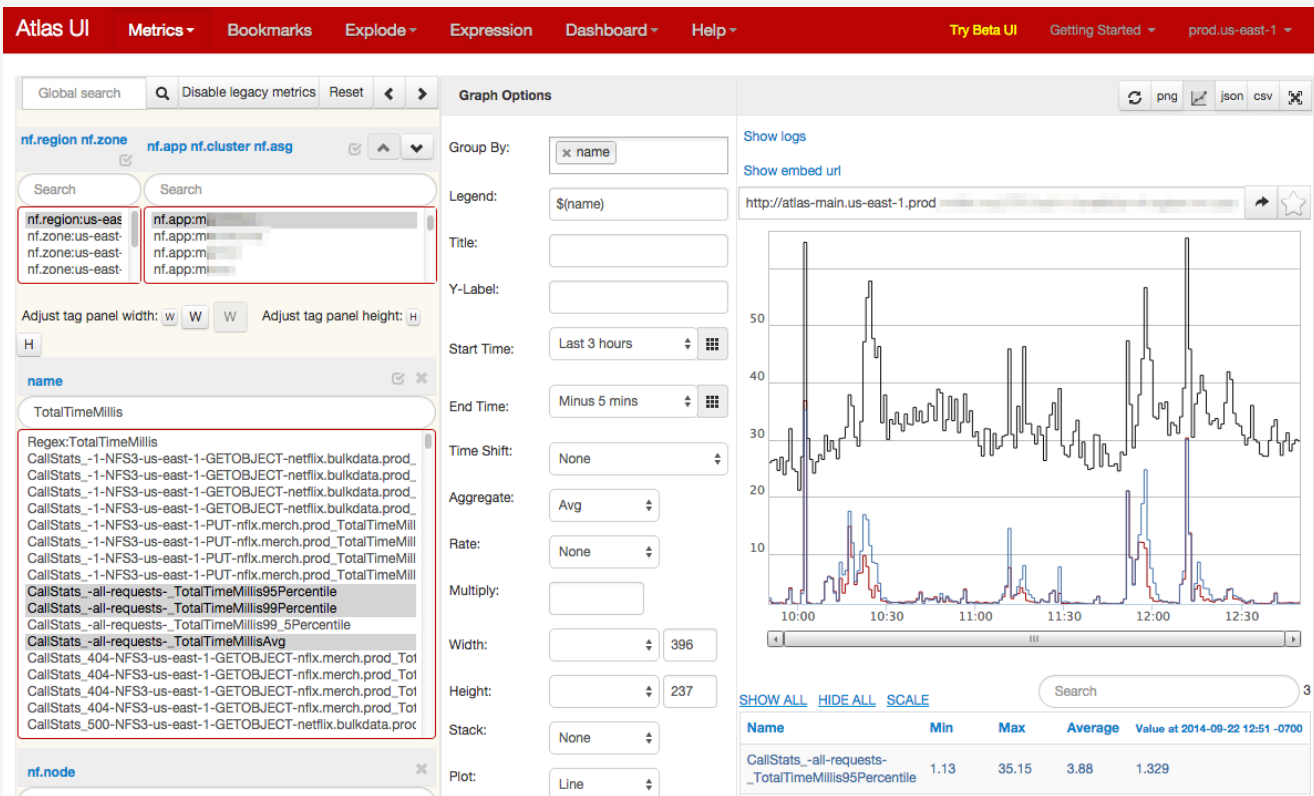 Atlas UI Metrics Bookmarks Explode Expression Dashboard Help Try Beta UI Getting Started prod.us-east-1
Global search Disable legacy metrics Reset
nf.region nf.zone
nf.app nf.cluster nf.asg
Search
Search
nf.region:us-eas
nf.zone:us-east-
nf.zone:us-east-
nf.zone:us-east-
nf.app:m
nf.app:m
nf.app:m
nf.app:m
Adjust tag panel width: W W W Adjust tag panel height: H
H
name
TotalTimeMillis
Regex:TotalTimeMillis
CallStats_-1-NFS3-us-east-1-GETOBJECT-netflix.bulkdata.prod_
CallStats_-1-NFS3-us-east-1-GETOBJECT-netflix.bulkdata.prod_
CallStats_-1-NFS3-us-east-1-GETOBJECT-netflix.bulkdata.prod_
CallStats_-1-NFS3-us-east-1-GETOBJECT-netflix.bulkdata.prod_
CallStats_-1-NFS3-us-east-1-PUT-nflx.merch.prod_TotalTimeMill
CallStats_-1-NFS3-us-east-1-PUT-nflx.merch.prod_TotalTimeMill
CallStats_-1-NFS3-us-east-1-PUT-nflx.merch.prod_TotalTimeMill
CallStats_-1-NFS3-us-east-1-PUT-nflx.merch.prod_TotalTimeMill
CallStats_-all-requests-_TotalTimeMillis95Percentile
CallStats_-all-requests-_TotalTimeMillis99Percentile
CallStats_-all-requests-_TotalTimeMillis99_5Percentile
CallStats_-all-requests-_TotalTimeMillisAvg
CallStats_404-NFS3-us-east-1-GETOBJECT-nflx.merch.prod_Tot
CallStats_404-NFS3-us-east-1-GETOBJECT-nflx.merch.prod_Tot
CallStats_404-NFS3-us-east-1-GETOBJECT-nflx.merch.prod_Tot
CallStats_404-NFS3-us-east-1-GETOBJECT-nflx.merch.prod_Tot
CallStats_500-NFS3-us-east-1-GETOBJECT-netflix.bulkdata.proc
nf.node
Graph Options
Group By: × name
Legend: $(name)
Title:
Y-Label:
Start Time: Last 3 hours
End Time: Minus 5 mins
Time Shift: None
Aggregate: Avg
Rate: None
Multiply:
Width: 396
Height: 237
Stack: None
Plot: Line
png json csv
Show logs
Show embed url
http://atlas-main.us-east-1.prod
50
40
30
20
10
10:00 10:30 11:00 11:30 12:00 12:30
SHOW ALL HIDE ALL SCALE Search 3
Name Min Max Average Value at 2014-09-22 12:51 -0700
CallStats_-all-requests-
_TotalTimeMillis95Percentile 1.13 35.15 3.88 1.329